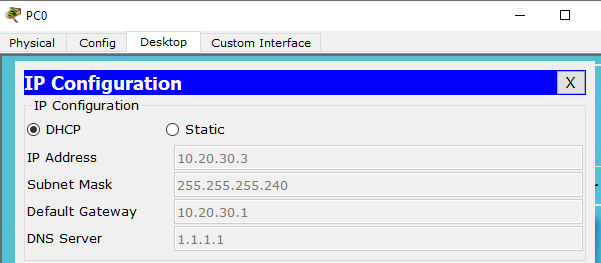 PC0
Physical Config Desktop Custom Interface
IP Configuration X
IP Configuration
DHCP Static
IP Address 10.20.30.3
Subnet Mask 255.255.255.240
Default Gateway 10.20.30.1
DNS Server 1.1.1.1